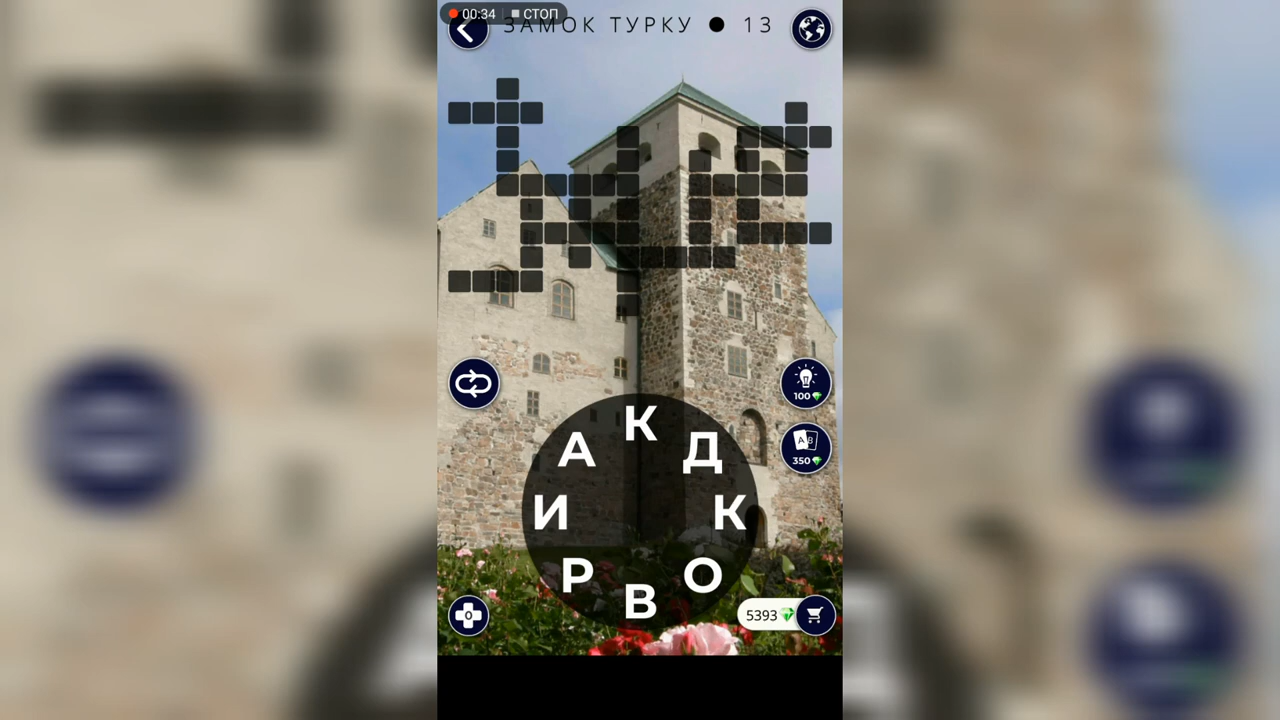 00:34 СТОП
ЗАМОК ТУРКУ ● 13
100
A B
350
К
А Д
И К
Р О
В
0
5393